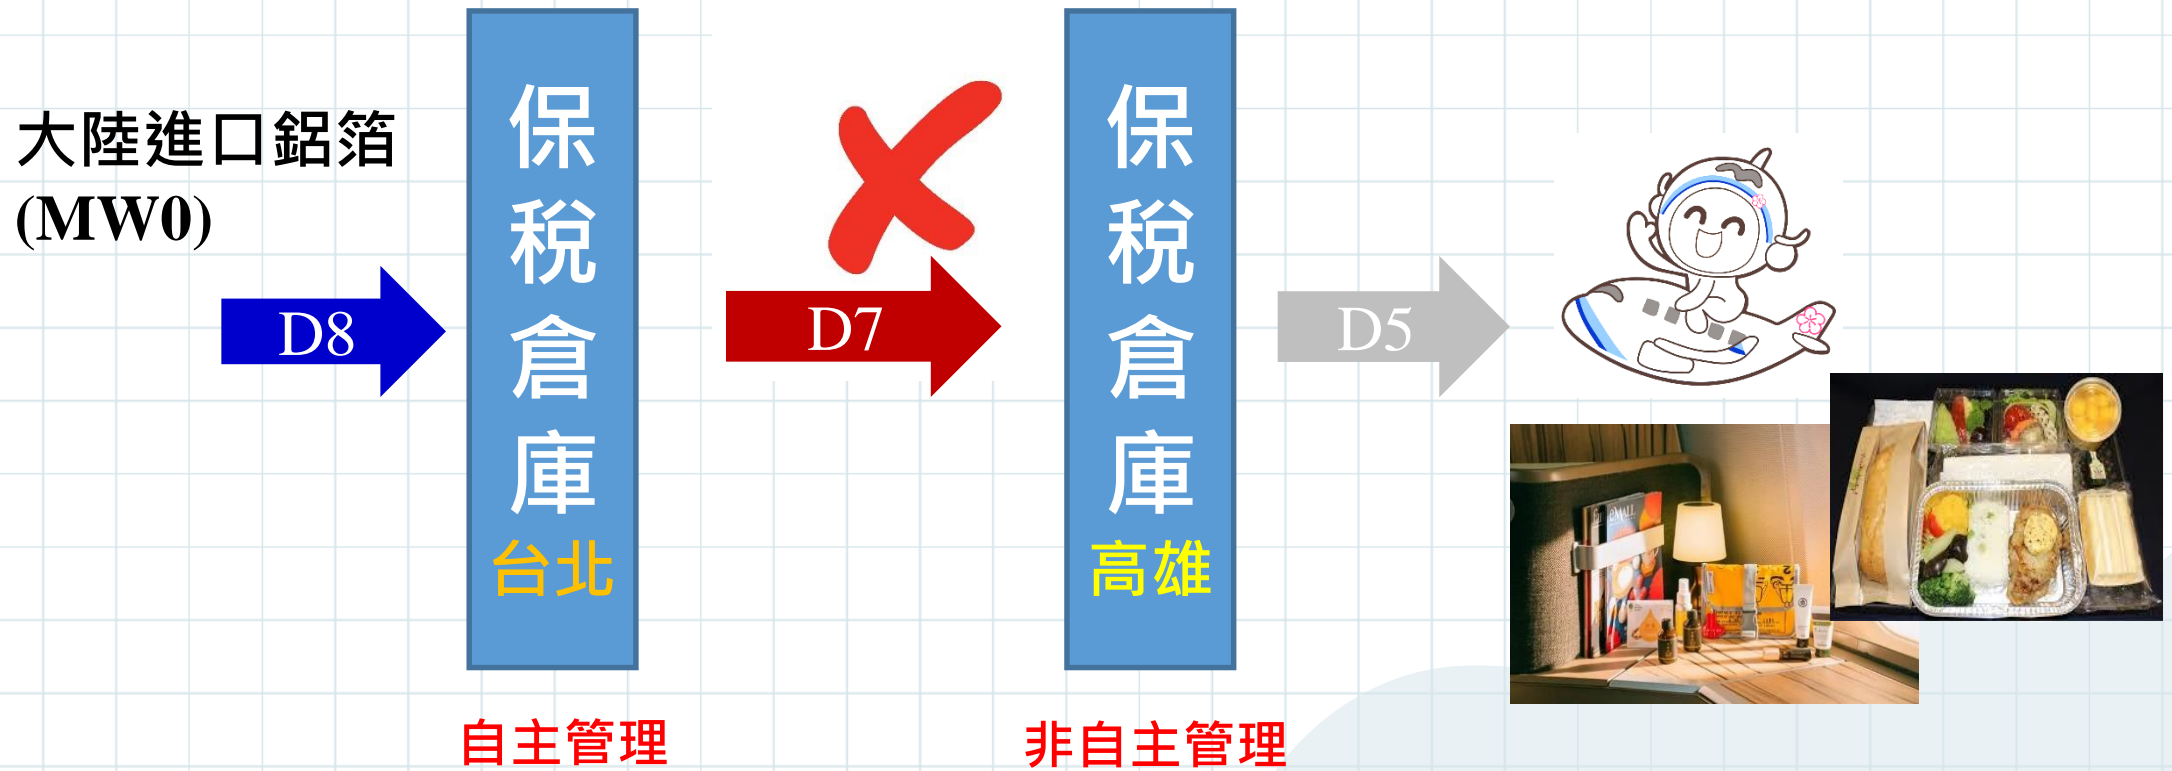 大陸進口鋁箔
(MW0)
D8
保稅倉庫
台北
自主管理
D7
保稅倉庫
高雄
非自主管理
D5